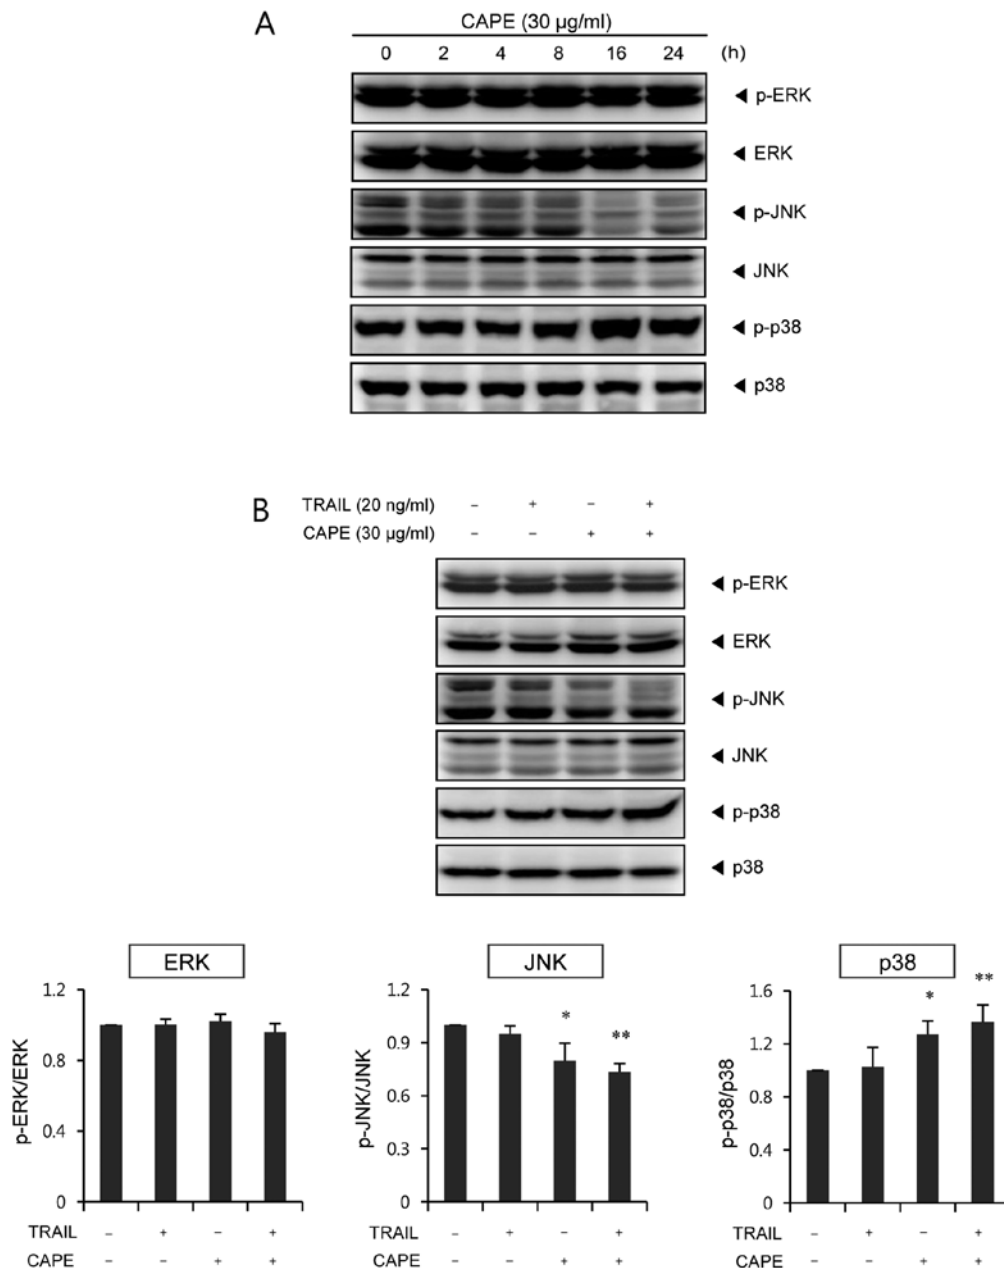 A
CAPE (30 µg/ml)
0 2 4 8 16 24 (h)
◄ p-ERK
◄ ERK
◄ p-JNK
◄ JNK
◄ p-p38
◄ p38
B
TRAIL (20 ng/ml) − + − +
CAPE (30 µg/ml) − − + +
◄ p-ERK
◄ ERK
◄ p-JNK
◄ JNK
◄ p-p38
◄ p38
ERK
p-ERK/ERK
1.2
0.8
0.4
0
TRAIL − + − +
CAPE − − + +
JNK
p-JNK/JNK
1.2
0.9
0.6
0.3
0
* **
TRAIL − + − +
CAPE − − + +
p38
p-p38/p38
1.6
1.2
0.8
0.4
0
* **
TRAIL − + − +
CAPE − − + +